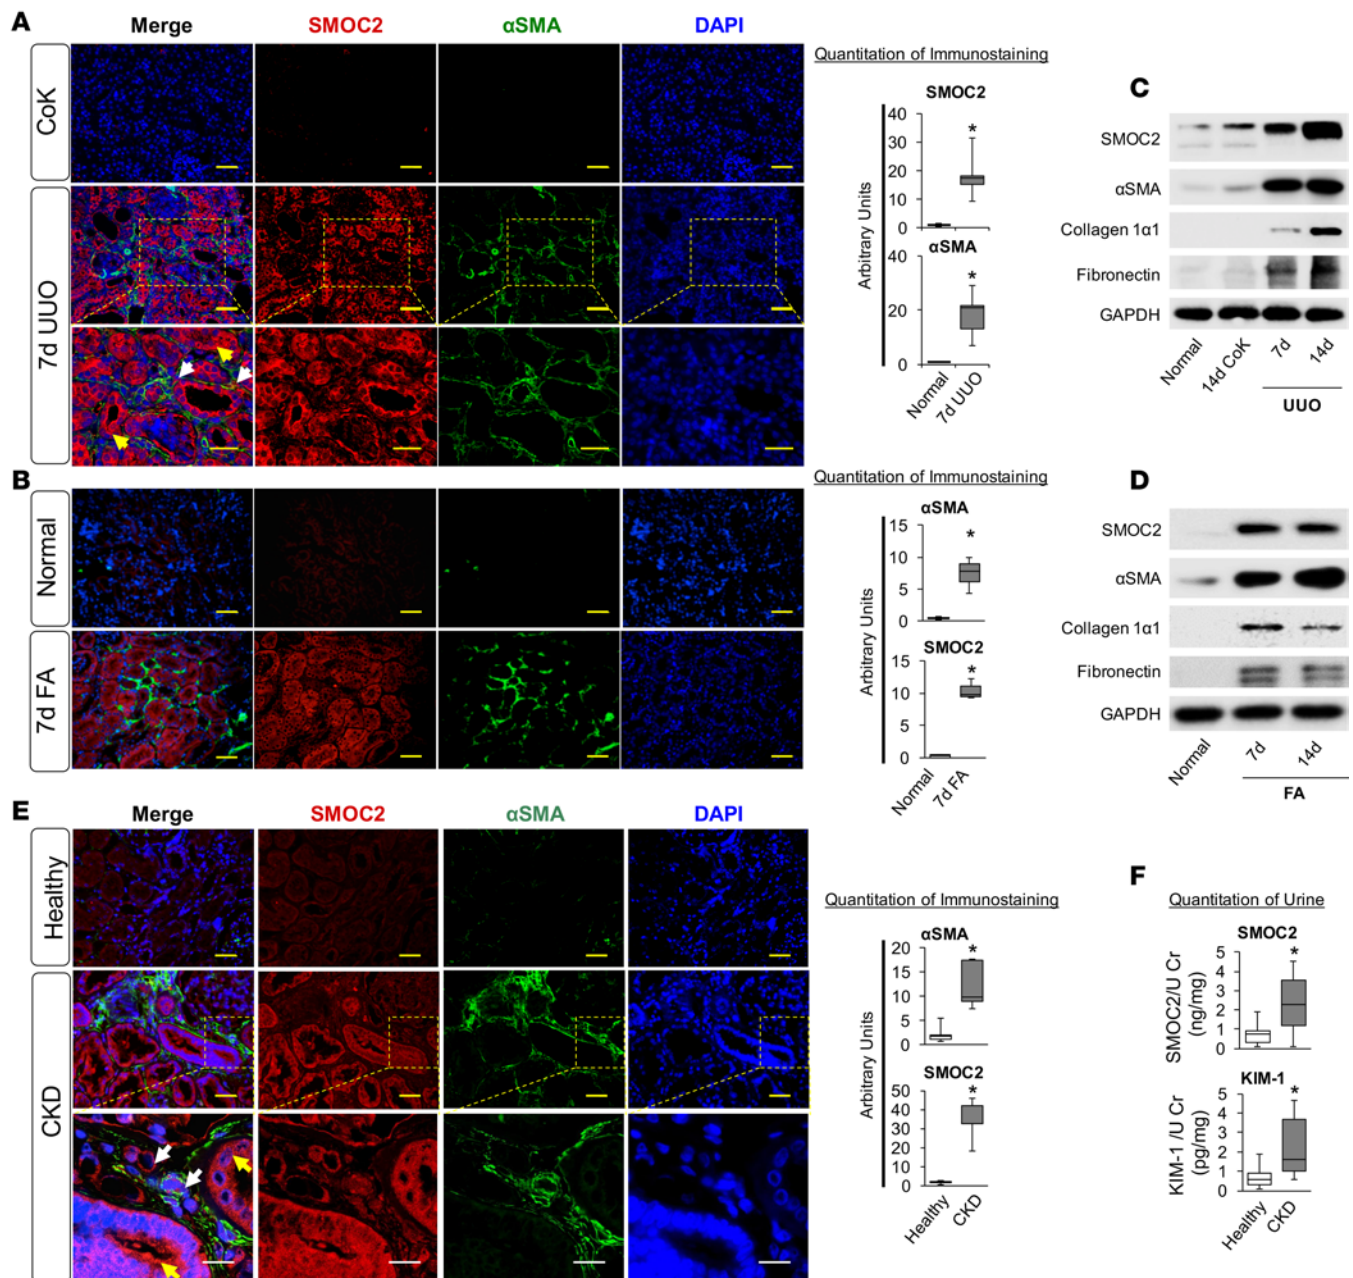 A
Merge SMOC2 αSMA DAPI
CoK
7d UUO
Quantitation of Immunostaining
SMOC2
40
30
20
10
0
*
αSMA
40
20
0
*
Arbitrary Units
Normal
7d UUO
C
SMOC2
αSMA
Collagen 1α1
Fibronectin
GAPDH
Normal
14d CoK
7d
14d
UUO
B
Normal
7d FA
Quantitation of Immunostaining
αSMA
15
10
5
0
*
SMOC2
15
10
5
0
*
Arbitrary Units
Normal
7d FA
D
SMOC2
αSMA
Collagen 1α1
Fibronectin
GAPDH
Normal
7d
14d
FA
E
Merge SMOC2 αSMA DAPI
Healthy
CKD
Quantitation of Immunostaining
αSMA
20
15
10
5
0
*
SMOC2
50
40
30
20
10
0
*
Arbitrary Units
Healthy
CKD
F
Quantitation of Urine
SMOC2
SMOC2/U Cr
(ng/mg)
5
4
3
2
1
0
*
KIM-1
KIM-1 /U Cr
(pg/mg)
5
4
3
2
1
0
*
Healthy
CKD